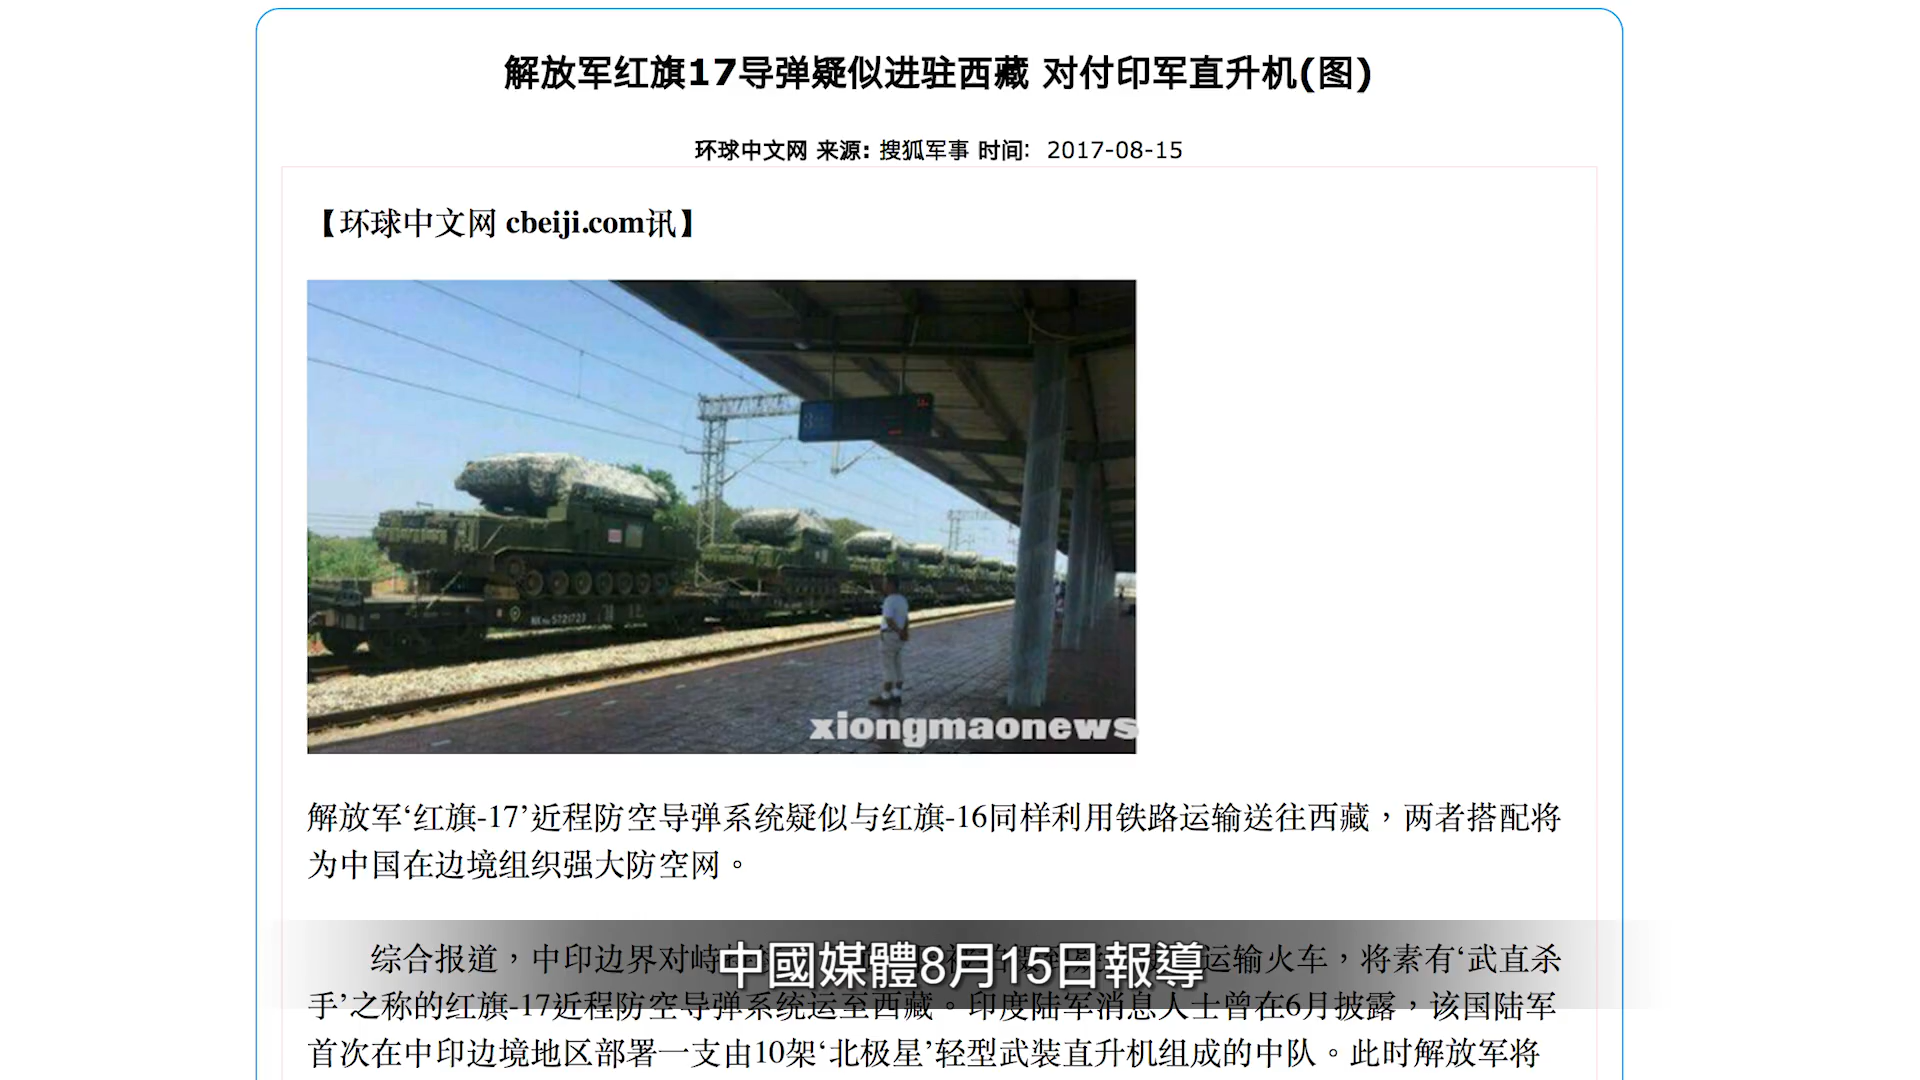 解放军红旗17导弹疑似进驻西藏 对付印军直升机(图)
环球中文网 来源: 搜狐军事 时间: 2017-08-15
【环球中文网 cbeiji.com讯】
NX No 5721723
xiongmaonews
解放军‘红旗-17’近程防空导弹系统疑似与红旗-16同样利用铁路运输送往西藏，两者搭配将
为中国在边境组织强大防空网。
综合报道，中印边界对峙
运输火车，将素有‘武直杀
中國媒體8月15日報導
手’之称的红旗-17近程防空导弹系统运至西藏。印度陆军消息人士曾在6月披露，该国陆军
首次在中印边境地区部署一支由10架‘北极星’轻型武装直升机组成的中队。此时解放军将